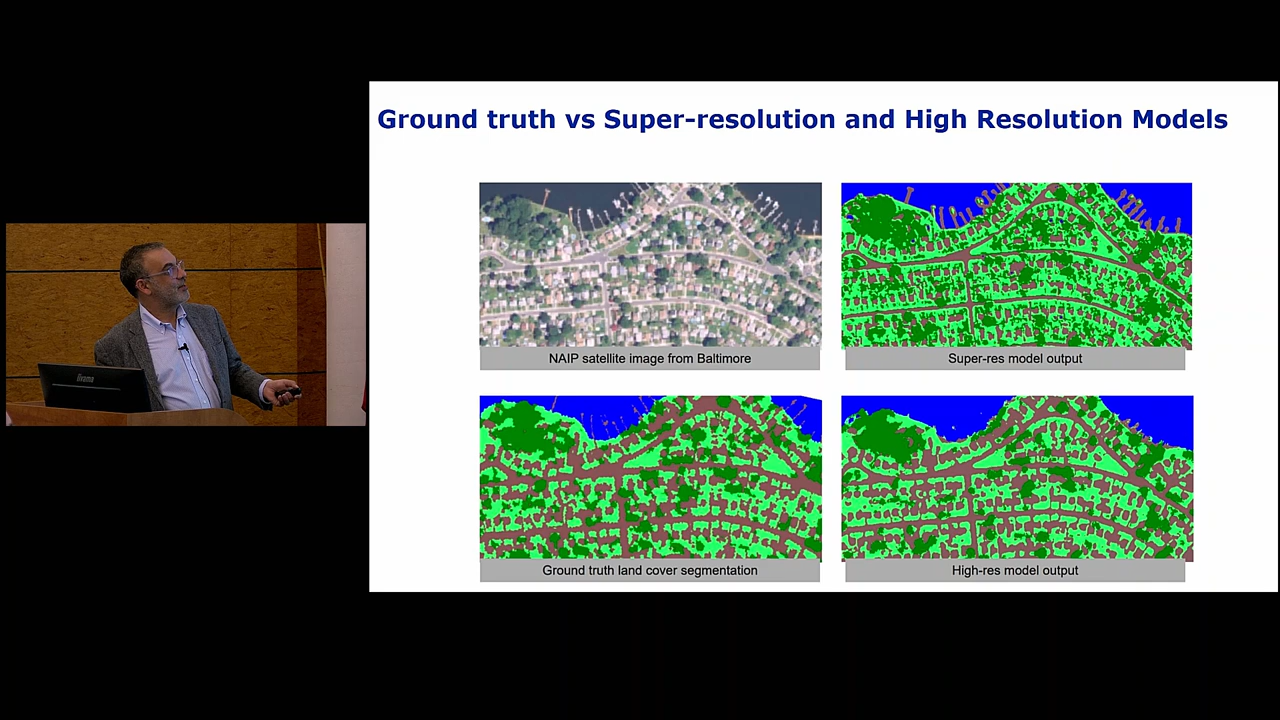 Ground truth vs Super-resolution and High Resolution Models
NAIP satellite image from Baltimore
Super-res model output
Ground truth land cover segmentation
High-res model output
iiyama